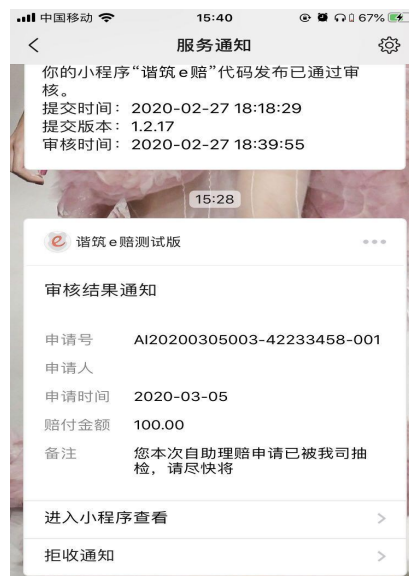 中国移动 15:40 67%
服务通知
你的小程序“谐筑e赔”代码发布已通过审
核。
提交时间：2020-02-27 18:18:29
提交版本：1.2.17
审核时间：2020-02-27 18:39:55
15:28
e 谐筑e赔测试版
审核结果通知
申请号 AI20200305003-42233458-001
申请人
申请时间 2020-03-05
赔付金额 100.00
备注 您本次自助理赔申请已被我司抽
检，请尽快将
进入小程序查看
拒收通知